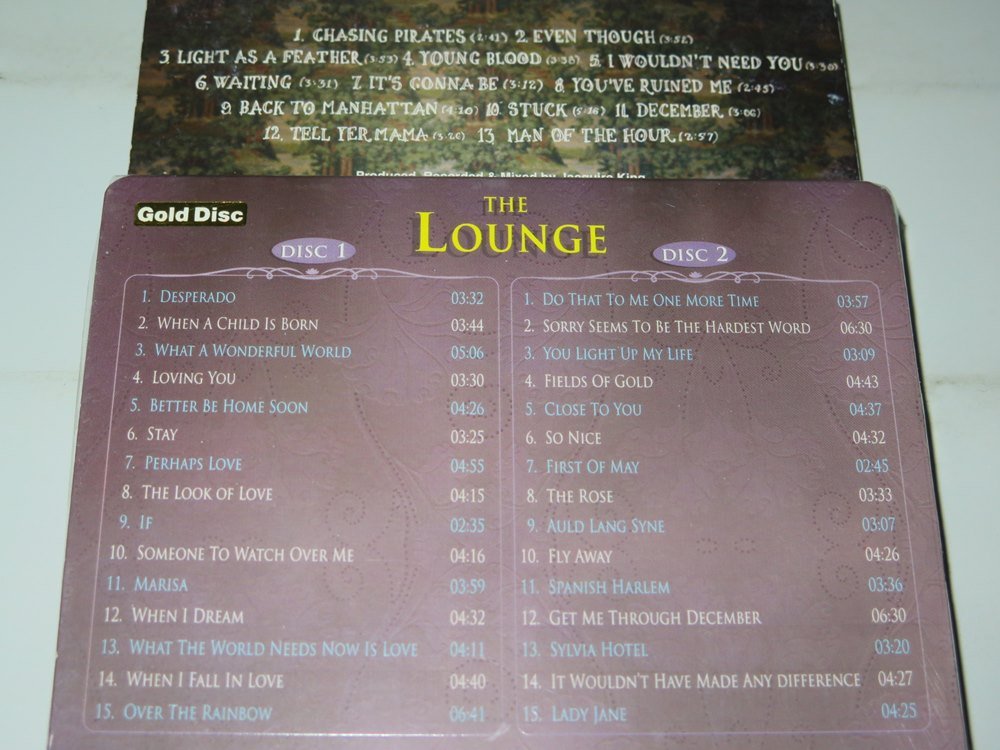 1. CHASING PIRATES (2:41) 2. EVEN THOUGH (3:52)
3. LIGHT AS A FEATHER (3:53) 4. YOUNG BLOOD (3:38) 5. I WOULDN'T NEED YOU (3:30)
6. WAITING (3:31) 7. IT'S GONNA BE (3:12) 8. YOU'VE RUINED ME (2:45)
9. BACK TO MANHATTAN (4:10) 10. STUCK (5:16) 11. DECEMBER (3:06)
12. TELL YER MAMA (3:26) 13. MAN OF THE HOUR (2:57)
Produced, Recorded & Mixed by Jacquire King
Gold Disc
THE
LOUNGE
DISC 1
1. DESPERADO 03:32
2. WHEN A CHILD IS BORN 03:44
3. WHAT A WONDERFUL WORLD 05:06
4. LOVING YOU 03:30
5. BETTER BE HOME SOON 04:26
6. STAY 03:25
7. PERHAPS LOVE 04:55
8. THE LOOK OF LOVE 04:15
9. IF 02:35
10. SOMEONE TO WATCH OVER ME 04:16
11. MARISA 03:59
12. WHEN I DREAM 04:32
13. WHAT THE WORLD NEEDS NOW IS LOVE 04:11
14. WHEN I FALL IN LOVE 04:40
15. OVER THE RAINBOW 06:41
DISC 2
1. DO THAT TO ME ONE MORE TIME 03:57
2. SORRY SEEMS TO BE THE HARDEST WORD 06:30
3. YOU LIGHT UP MY LIFE 03:09
4. FIELDS OF GOLD 04:43
5. CLOSE TO YOU 04:37
6. SO NICE 04:32
7. FIRST OF MAY 02:45
8. THE ROSE 03:33
9. AULD LANG SYNE 03:07
10. FLY AWAY 04:26
11. SPANISH HARLEM 03:36
12. GET ME THROUGH DECEMBER 06:30
13. SYLVIA HOTEL 03:20
14. IT WOULDN'T HAVE MADE ANY DIFFERENCE 04:27
15. LADY JANE 04:25